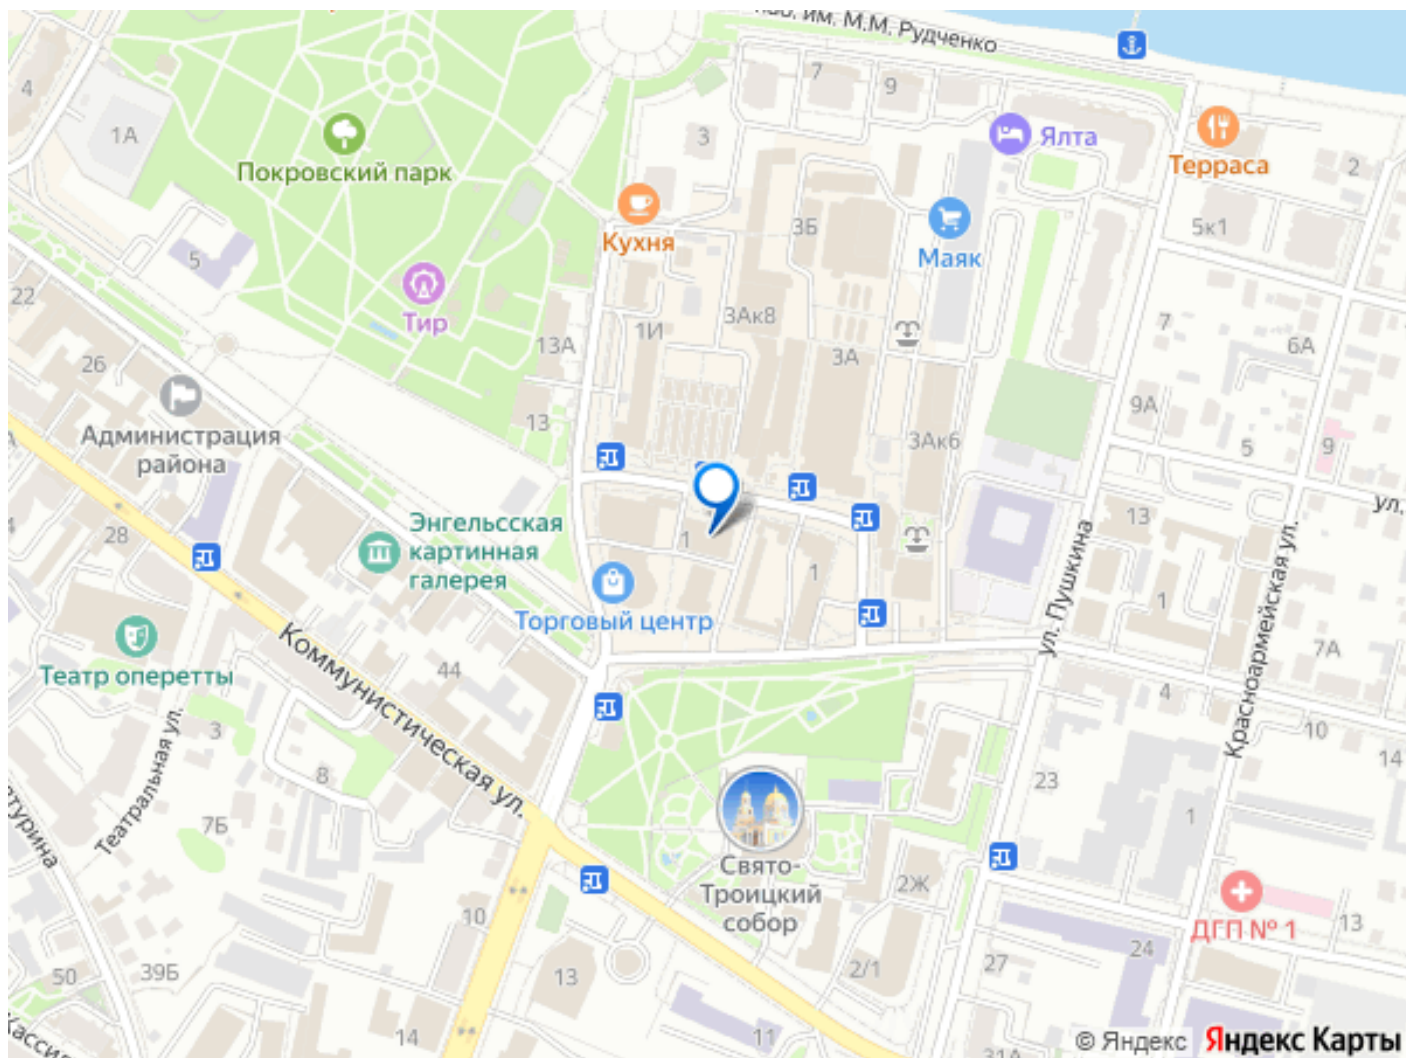 наб. им. М.М. Рудченко
4
7
9
1А
3
Ялта
Терраса
2
Покровский парк
3Б
5к1
Кухня
Маяк
5
22
Тир
1И
3Ак8
7
6А
13А
3А
26
9А
13
Администрация
района
3Ак6
5
9
ул.
Энгельсская
картинная
галерея
28
1
13
ул. Пушкина
Красноармейская ул.
1
1
Торговый центр
7А
Театр оперетты
44
4
Коммунистическая ул.
Театральная ул.
3
10
14
8
23
7Б
1
Свято-
Троицкий
собор
2Ж
ДГП № 1
10
13
24
50
39Б
13
2/1
27
14
11
31А
© Яндекс Яндекс Карты